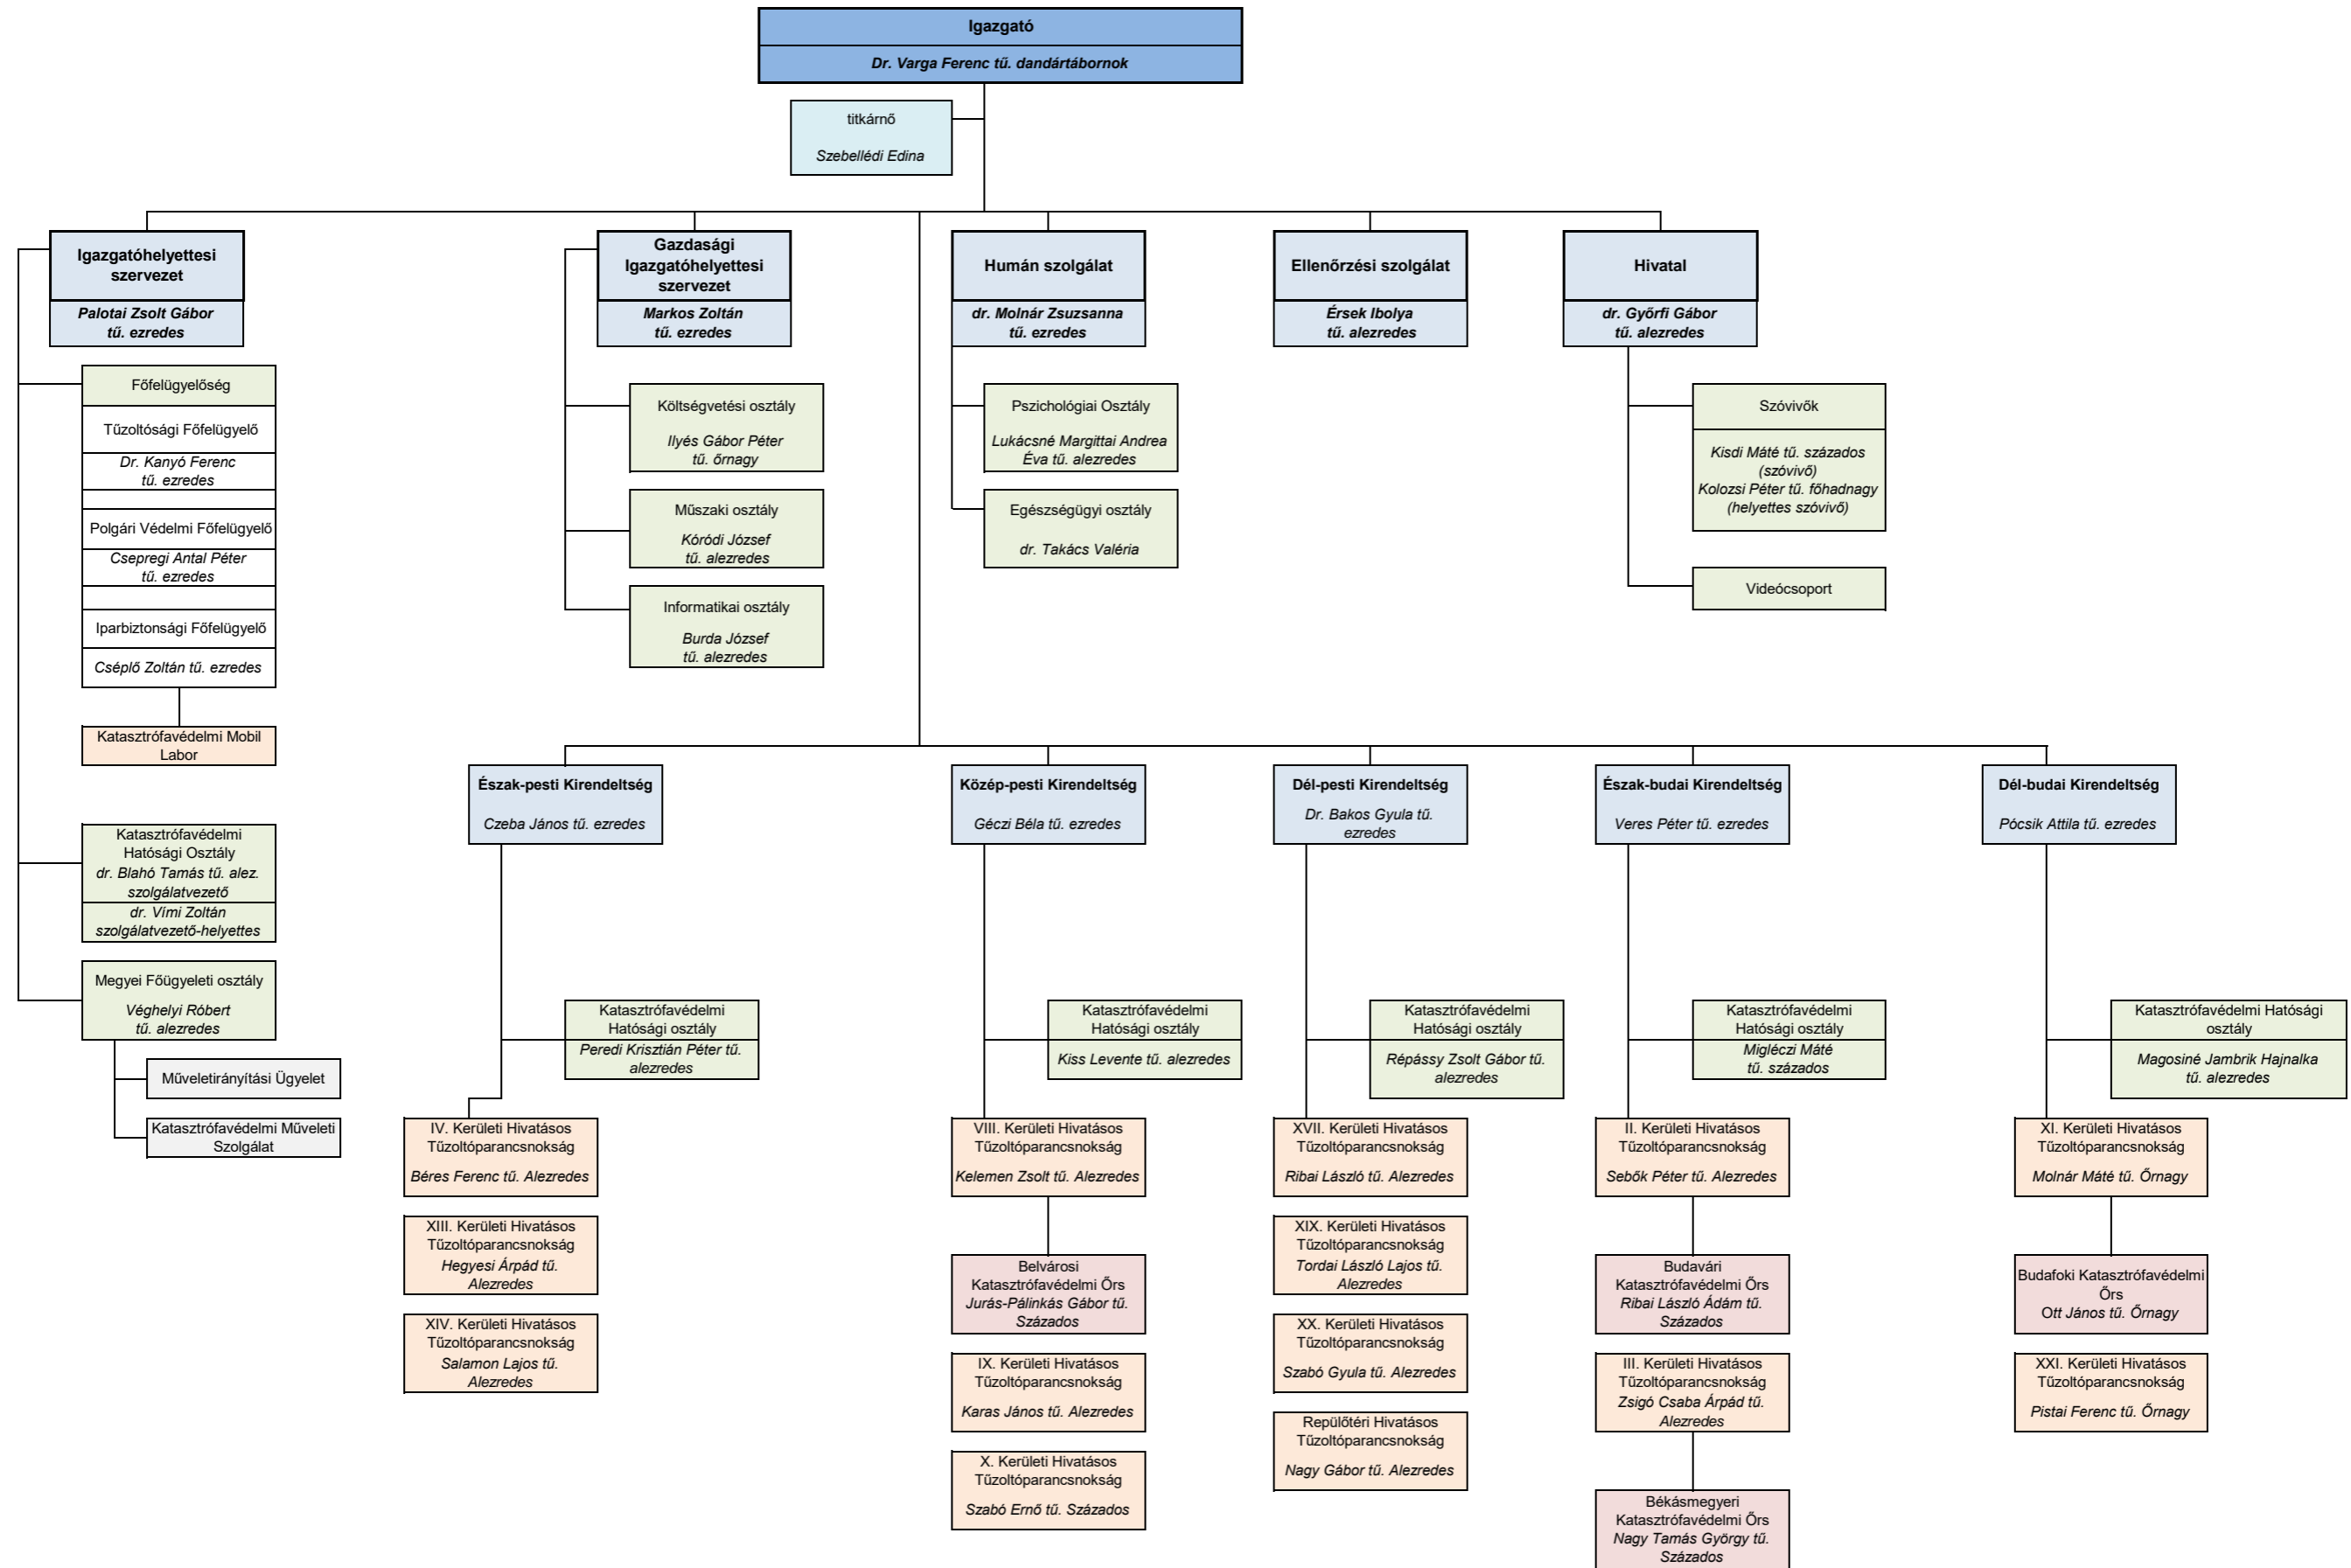 Igazgató
Dr. Varga Ferenc tű. dandártábornok
titkárnő
Szebellédi Edina
Igazgatóhelyettesi
szervezet
Palotai Zsolt Gábor
tű. ezredes
Gazdasági
Igazgatóhelyettesi
szervezet
Markos Zoltán
tű. ezredes
Humán szolgálat
dr. Molnár Zsuzsanna
tű. ezredes
Ellenőrzési szolgálat
Érsek Ibolya
tű. alezredes
Hivatal
dr. Győrfi Gábor
tű. alezredes
Főfelügyelőség
Tűzoltósági Főfelügyelő
Dr. Kanyó Ferenc
tű. ezredes
Polgári Védelmi Főfelügyelő
Csepregi Antal Péter
tű. ezredes
Iparbiztonsági Főfelügyelő
Cséplő Zoltán tű. ezredes
Katasztrófavédelmi Mobil
Labor
Katasztrófavédelmi
Hatósági Osztály
dr. Blahó Tamás tű. alez.
szolgálatvezető
dr. Vimi Zoltán
szolgálatvezető-helyettes
Megyei Főügyeleti osztály
Véghelyi Róbert
tű. alezredes
Műveletirányítási Ügyelet
Katasztrófavédelmi Műveleti
Szolgálat
Költségvetési osztály
Ilyés Gábor Péter
tű. őrnagy
Műszaki osztály
Kóródi József
tű. alezredes
Informatikai osztály
Burda József
tű. alezredes
Pszichológiai Osztály
Lukácsné Margittai Andrea
Éva tű. alezredes
Egészségügyi osztály
dr. Takács Valéria
Szóvivők
Kisdi Máté tű. százados
(szóvivő)
Kolozsi Péter tű. főhadnagy
(helyettes szóvivő)
Videócsoport
Észak-pesti Kirendeltség
Czeba János tű. ezredes
Katasztrófavédelmi
Hatósági osztály
Peredi Krisztián Péter tű.
alezredes
IV. Kerületi Hivatásos
Tűzoltóparancsnokság
Béres Ferenc tű. Alezredes
XIII. Kerületi Hivatásos
Tűzoltóparancsnokság
Hegyesi Árpád tű.
Alezredes
XIV. Kerületi Hivatásos
Tűzoltóparancsnokság
Salamon Lajos tű.
Alezredes
Közép-pesti Kirendeltség
Géczi Béla tű. ezredes
Katasztrófavédelmi
Hatósági osztály
Kiss Levente tű. alezredes
VIII. Kerületi Hivatásos
Tűzoltóparancsnokság
Kelemen Zsolt tű. Alezredes
Belvárosi
Katasztrófavédelmi Őrs
Jurás-Pálinkás Gábor tű.
Százados
IX. Kerületi Hivatásos
Tűzoltóparancsnokság
Karas János tű. Alezredes
X. Kerületi Hivatásos
Tűzoltóparancsnokság
Szabó Ernő tű. Százados
Dél-pesti Kirendeltség
Dr. Bakos Gyula tű.
ezredes
Katasztrófavédelmi
Hatósági osztály
Répássy Zsolt Gábor tű.
alezredes
XVII. Kerületi Hivatásos
Tűzoltóparancsnokság
Ribai László tű. Alezredes
XIX. Kerületi Hivatásos
Tűzoltóparancsnokság
Tordai László Lajos tű.
Alezredes
XX. Kerületi Hivatásos
Tűzoltóparancsnokság
Szabó Gyula tű. Alezredes
Repülőtéri Hivatásos
Tűzoltóparancsnokság
Nagy Gábor tű. Alezredes
Észak-budai Kirendeltség
Veres Péter tű. ezredes
Katasztrófavédelmi
Hatósági osztály
Migléczi Máté
tű. százados
II. Kerületi Hivatásos
Tűzoltóparancsnokság
Sebők Péter tű. Alezredes
Budavári
Katasztrófavédelmi Őrs
Ribai László Ádám tű.
Százados
III. Kerületi Hivatásos
Tűzoltóparancsnokság
Zsigó Csaba Árpád tű.
Alezredes
Békásmegyeri
Katasztrófavédelmi Őrs
Nagy Tamás György tű.
Százados
Dél-budai Kirendeltség
Pócsik Attila tű. ezredes
Katasztrófavédelmi Hatósági
osztály
Magosiné Jambrik Hajnalka
tű. alezredes
XI. Kerületi Hivatásos
Tűzoltóparancsnokság
Molnár Máté tű. Őrnagy
Budafoki Katasztrófavédelmi
Őrs
Ott János tű. Őrnagy
XXI. Kerületi Hivatásos
Tűzoltóparancsnokság
Pistai Ferenc tű. Őrnagy